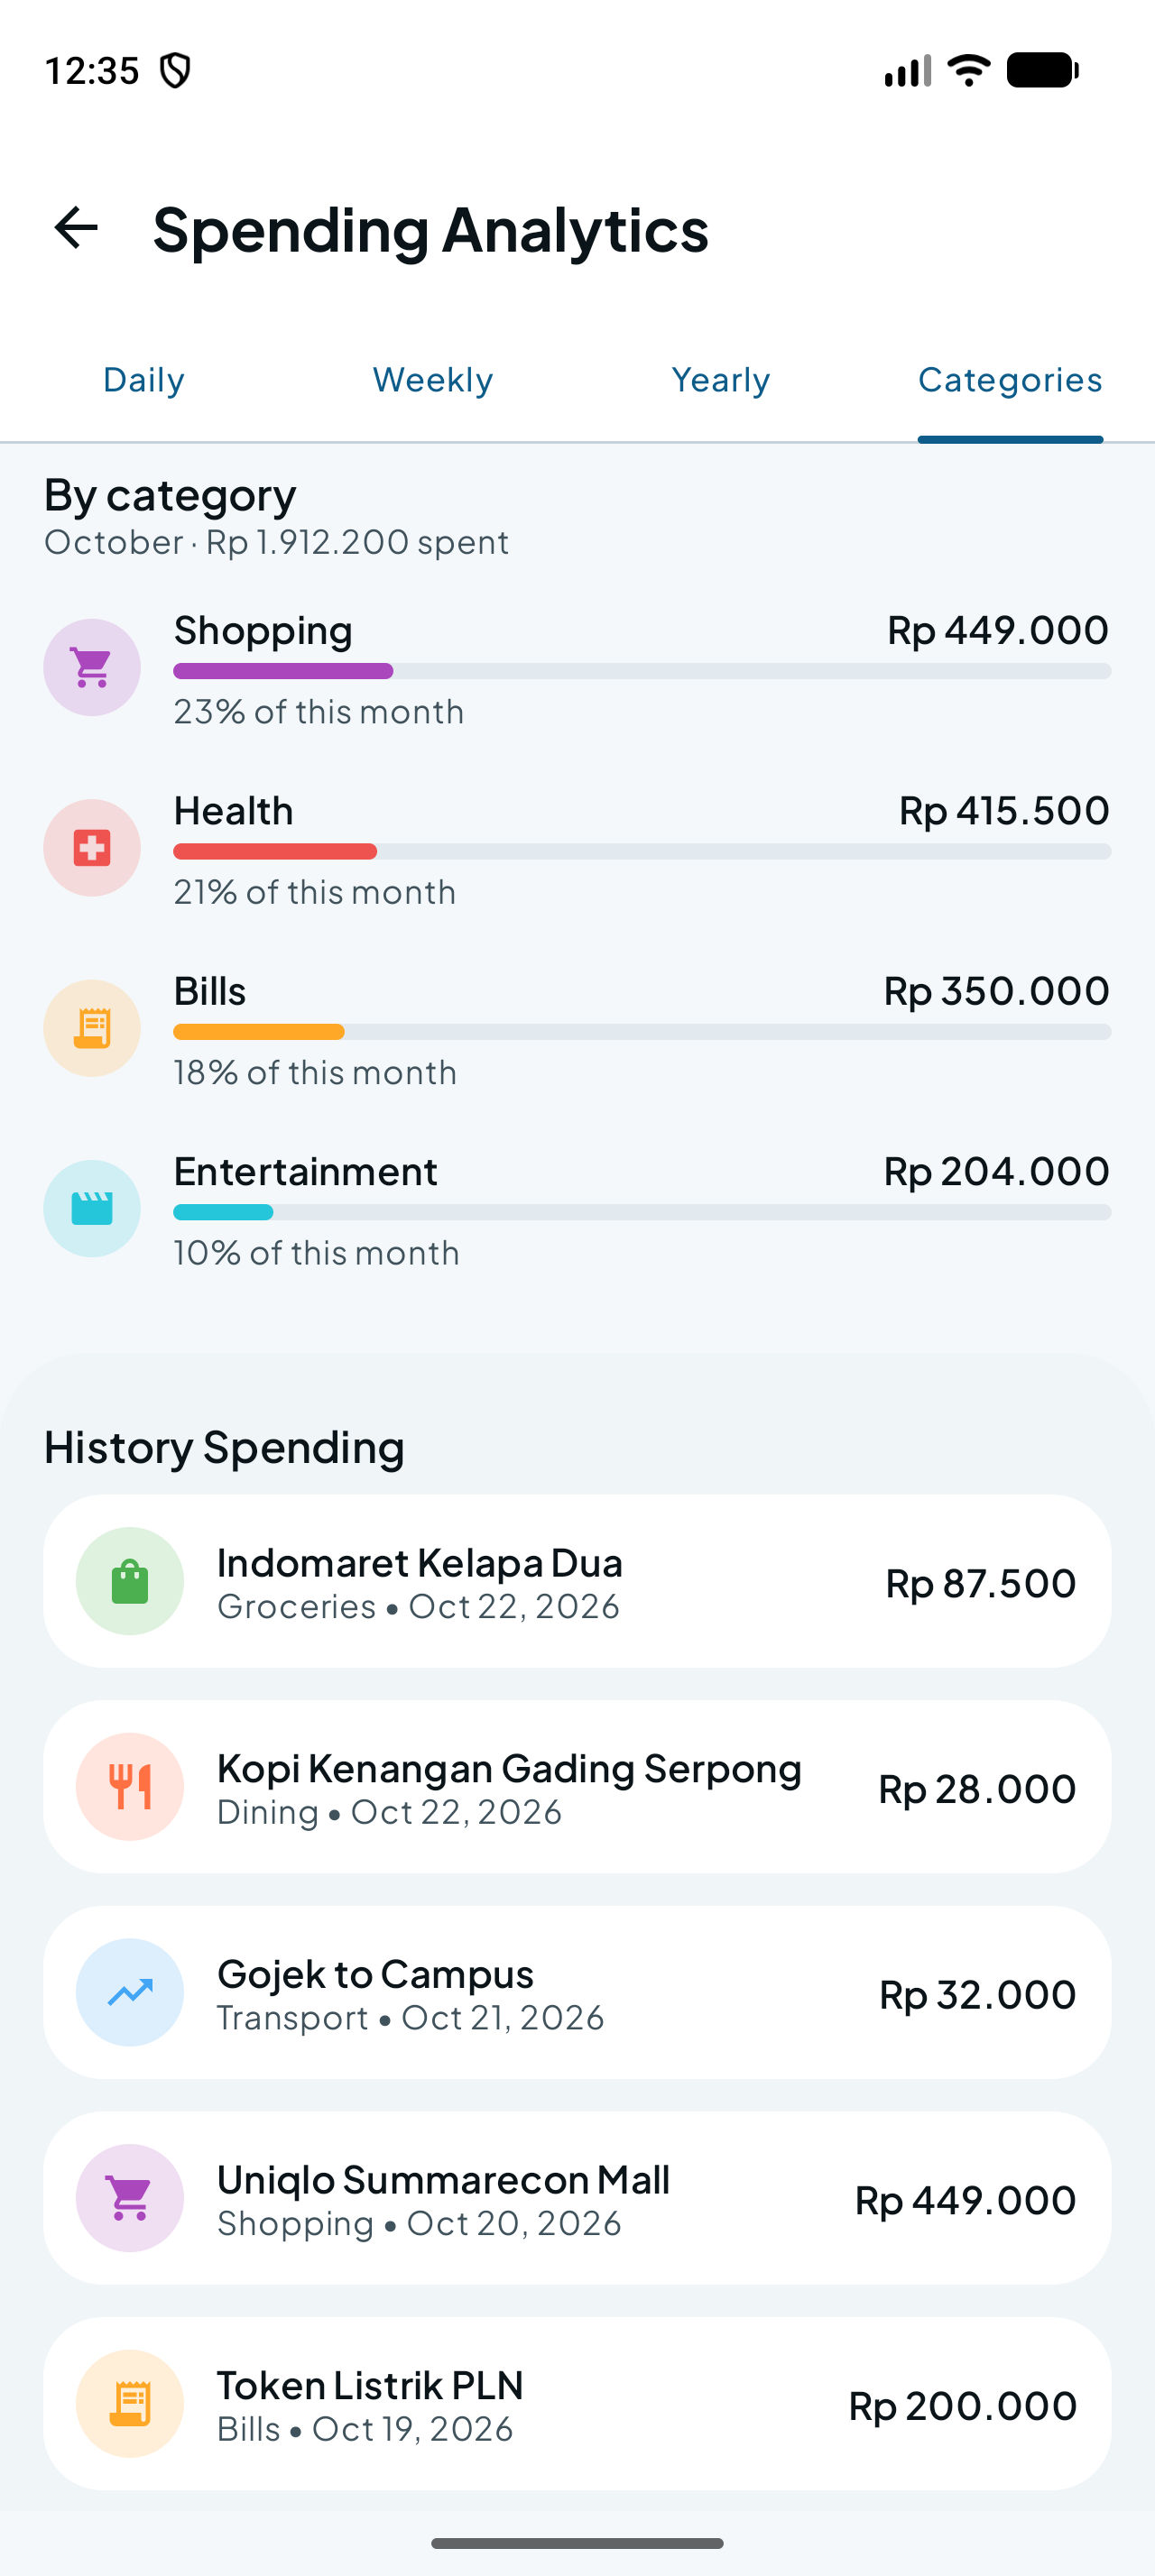 12:35
Spending Analytics
Daily Weekly Yearly Categories
By category
October · Rp 1.912.200 spent
Shopping Rp 449.000
23% of this month
Health Rp 415.500
21% of this month
Bills Rp 350.000
18% of this month
Entertainment Rp 204.000
10% of this month
History Spending
Indomaret Kelapa Dua
Groceries • Oct 22, 2026
Rp 87.500
Kopi Kenangan Gading Serpong
Dining • Oct 22, 2026
Rp 28.000
Gojek to Campus
Transport • Oct 21, 2026
Rp 32.000
Uniqlo Summarecon Mall
Shopping • Oct 20, 2026
Rp 449.000
Token Listrik PLN
Bills • Oct 19, 2026
Rp 200.000